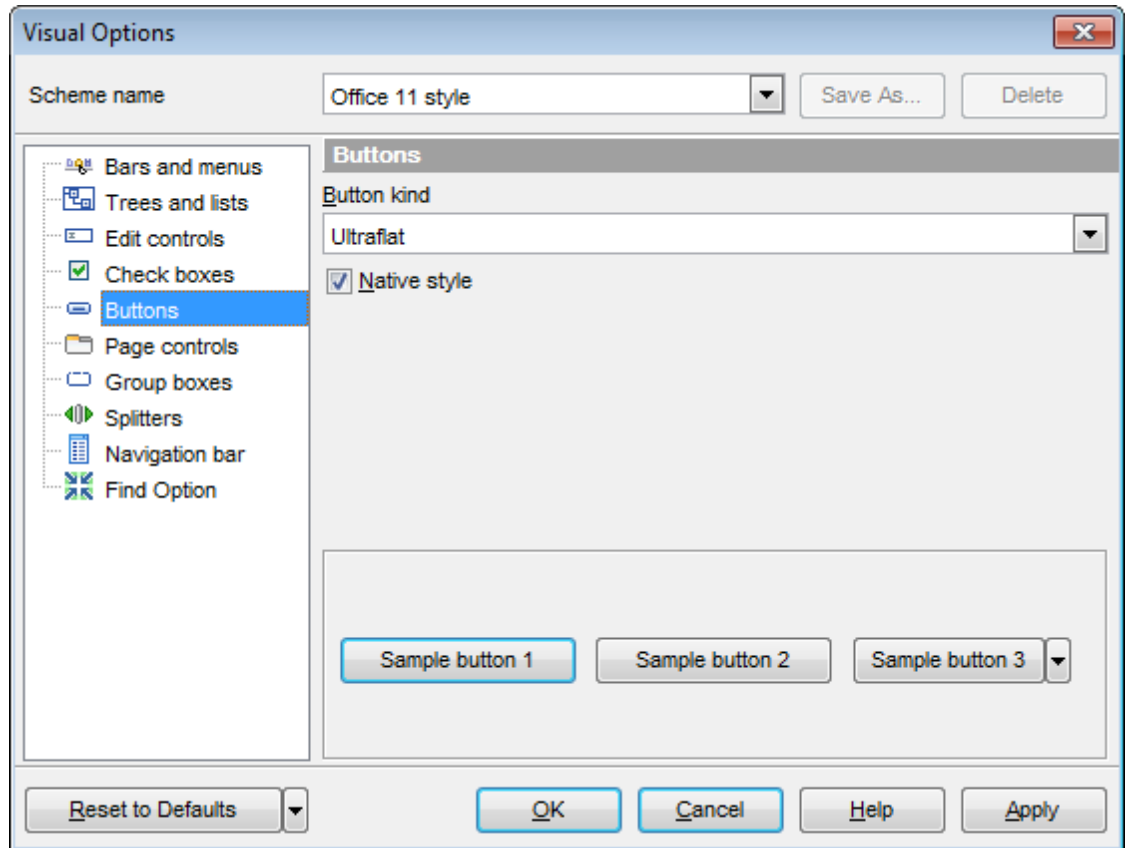 Visual Options
Scheme name
Office 11 style
Save As...
Delete
Bars and menus
Trees and lists
Edit controls
Check boxes
Buttons
Page controls
Group boxes
Splitters
Navigation bar
Find Option
Buttons
Button kind
Ultraflat
Native style
Sample button 1
Sample button 2
Sample button 3
Reset to Defaults
OK
Cancel
Help
Apply